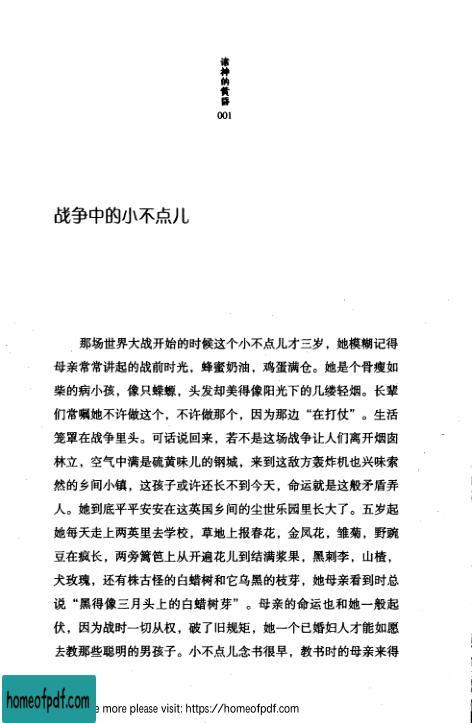 诸神的黄昏
001
战争中的小不点儿
那场世界大战开始的时候这个小不点儿才三岁，她模糊记得
母亲常常讲起的战前时光，蜂蜜奶油，鸡蛋满仓。她是个骨瘦如
柴的病小孩，像只蝾螈，头发却美得像阳光下的几缕轻烟。长辈
们常嘱她不许做这个，不许做那个，因为那边“在打仗”。生活
笼罩在战争里头。可话说回来，若不是这场战争让人们离开烟囱
林立，空气中满是硫黄味儿的钢城，来到这敌方轰炸机也兴味索
然的乡间小镇，这孩子或许还长不到今天，命运就是这般矛盾弄
人。她到底平平安安在这英国乡间的尘世乐园里长大了。五岁起
她每天走上两英里去学校，草地上报春花，金凤花，雏菊，野豌
豆在疯长，两旁篱笆上从开遍花儿到结满浆果，黑刺李，山楂，
犬玫瑰，还有株古怪的白蜡树和它乌黑的枝芽，她母亲看到时总
说“黑得像三月头上的白蜡树芽”。母亲的命运也和她一般起
伏，因为战时一切从权，破了旧规矩，她一个已婚妇人才能如愿
去教那些聪明的男孩子。小不点儿念书很早，教书时的母亲来得
homeofpdf.com
e more please visit: https://homeofpdf.com